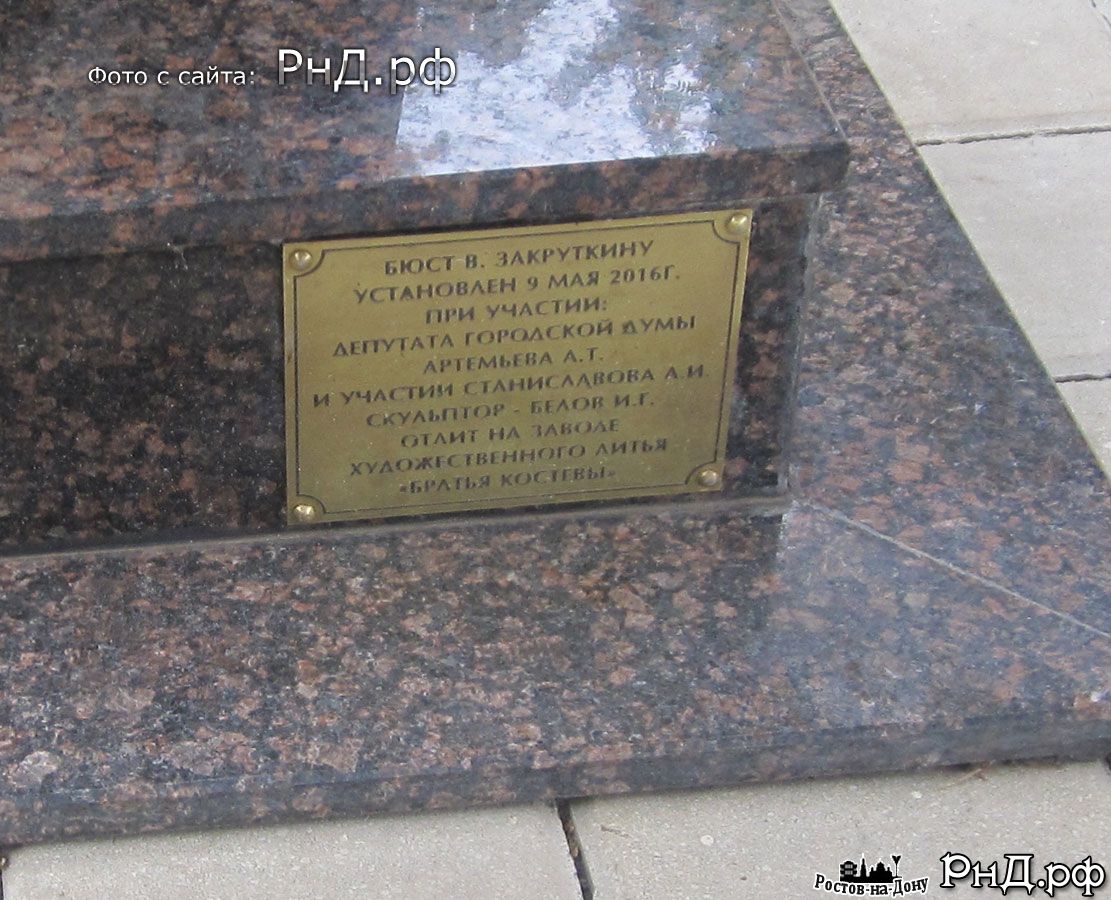 Фото с сайта: РнД.рф
БЮСТ В. ЗАКРУТКИНУ
УСТАНОВЛЕН 9 МАЯ 2016Г.
ПРИ УЧАСТИИ:
ДЕПУТАТА ГОРОДСКОЙ ДУМЫ
АРТЕМЬЕВА А.Т.
И УЧАСТИИ СТАНИСЛАВОВА А.И.
СКУЛЬПТОР - БЕЛОВ И.Г.
ОТЛИТ НА ЗАВОДЕ
ХУДОЖЕСТВЕННОГО ЛИТЬЯ
«БРАТЬЯ КОСТЕВЫ»
Ростов-на-Дону РнД.рф